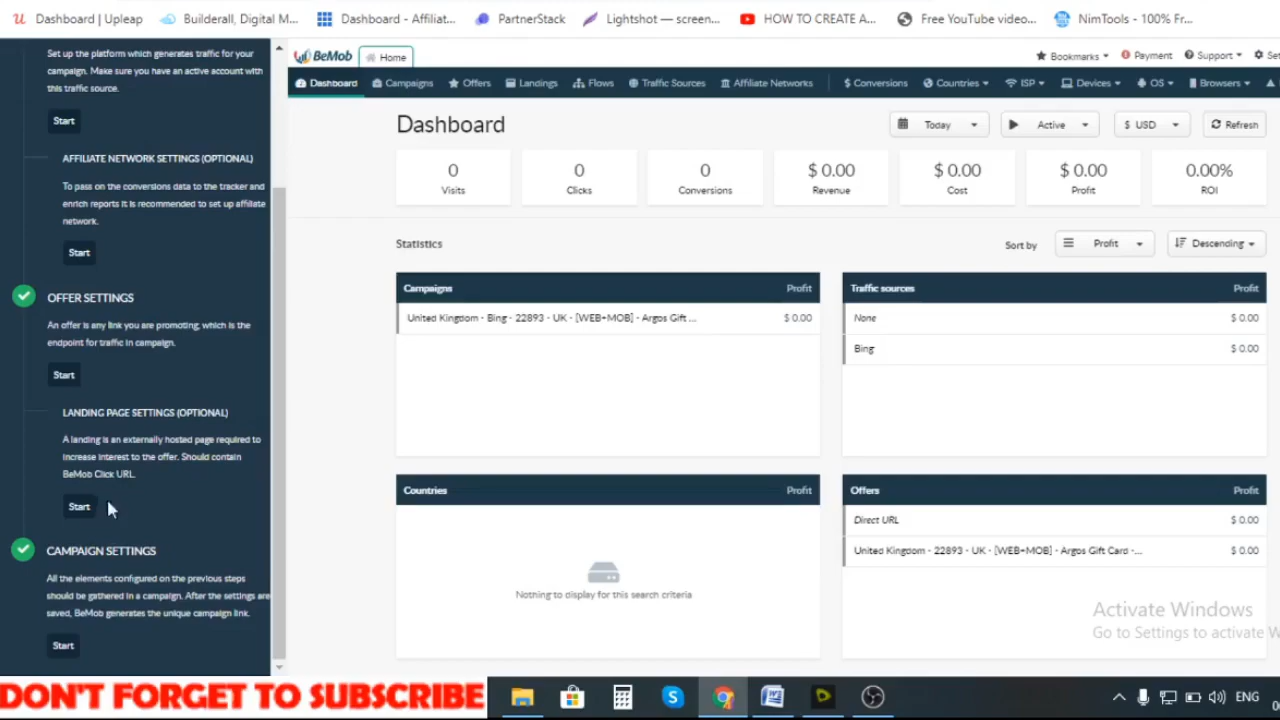 Dashboard | Upleap
Builderall, Digital M...
Dashboard - Affiliat...
PartnerStack
Lightshot — screen...
HOW TO CREATE A...
Free YouTube video...
NimTools - 100% Fr...
Set up the platform which generates traffic for your
campaign. Make sure you have an active account with
this traffic source.
Start
AFFILIATE NETWORK SETTINGS (OPTIONAL)
To pass on the conversions data to the tracker and
enrich reports it is recommended to set up affiliate
network.
Start
OFFER SETTINGS
An offer is any link you are promoting, which is the
endpoint for traffic in campaign.
Start
LANDING PAGE SETTINGS (OPTIONAL)
A landing is an externally hosted page required to
increase interest to the offer. Should contain
BeMob Click URL.
Start
CAMPAIGN SETTINGS
All the elements configured on the previous steps
should be gathered in a campaign. After the settings are
saved, BeMob generates the unique campaign link.
Start
BeMob
Home
Bookmarks
Payment
Support
Set
Dashboard
Campaigns
Offers
Landings
Flows
Traffic Sources
Affiliate Networks
$ Conversions
Countries
ISP
Devices
OS
Browsers
Dashboard
Today
Active
$ USD
Refresh
0
Visits
0
Clicks
0
Conversions
$ 0.00
Revenue
$ 0.00
Cost
$ 0.00
Profit
0.00%
ROI
Statistics
Sort by
Profit
Descending
Campaigns Profit
United Kingdom - Bing - 22893 - UK - [WEB+MOB] - Argos Gift ... $ 0.00
Traffic sources Profit
None $ 0.00
Bing $ 0.00
Countries Profit
Nothing to display for this search criteria
Offers Profit
Direct URL $ 0.00
United Kingdom - 22893 - UK - [WEB+MOB] - Argos Gift Card -... $ 0.00
Activate Windows
Go to Settings to activate W
DON'T FORGET TO SUBSCRIBE
ENG